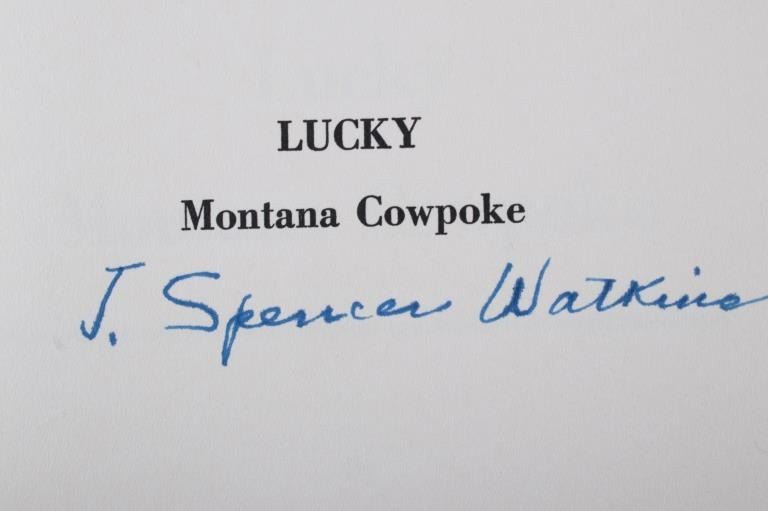 LUCKY
Montana Cowpoke
J. Spencer Watkins